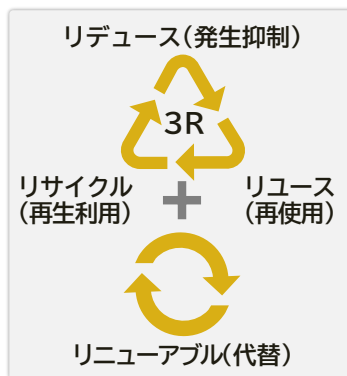 リデュース(発生抑制)
3R
リサイクル
(再生利用)
リユース
(再使用)
リニューアブル(代替)